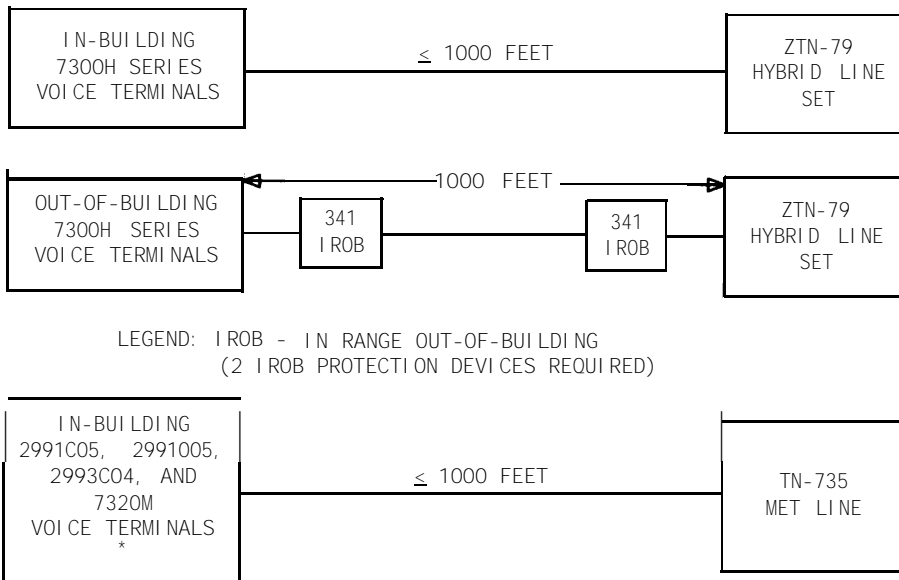 IN-BUILDING
7300H SERIES
VOICE TERMINALS
≤ 1000 FEET
ZTN-79
HYBRID LINE
SET
OUT-OF-BUILDING
7300H SERIES
VOICE TERMINALS
341
IROB
1000 FEET
341
IROB
ZTN-79
HYBRID LINE
SET
LEGEND: IROB - IN RANGE OUT-OF-BUILDING
(2 IROB PROTECTION DEVICES REQUIRED)
IN-BUILDING
2991C05, 2991005,
2993C04, AND
7320M
VOICE TERMINALS
*
≤ 1000 FEET
TN-735
MET LINE